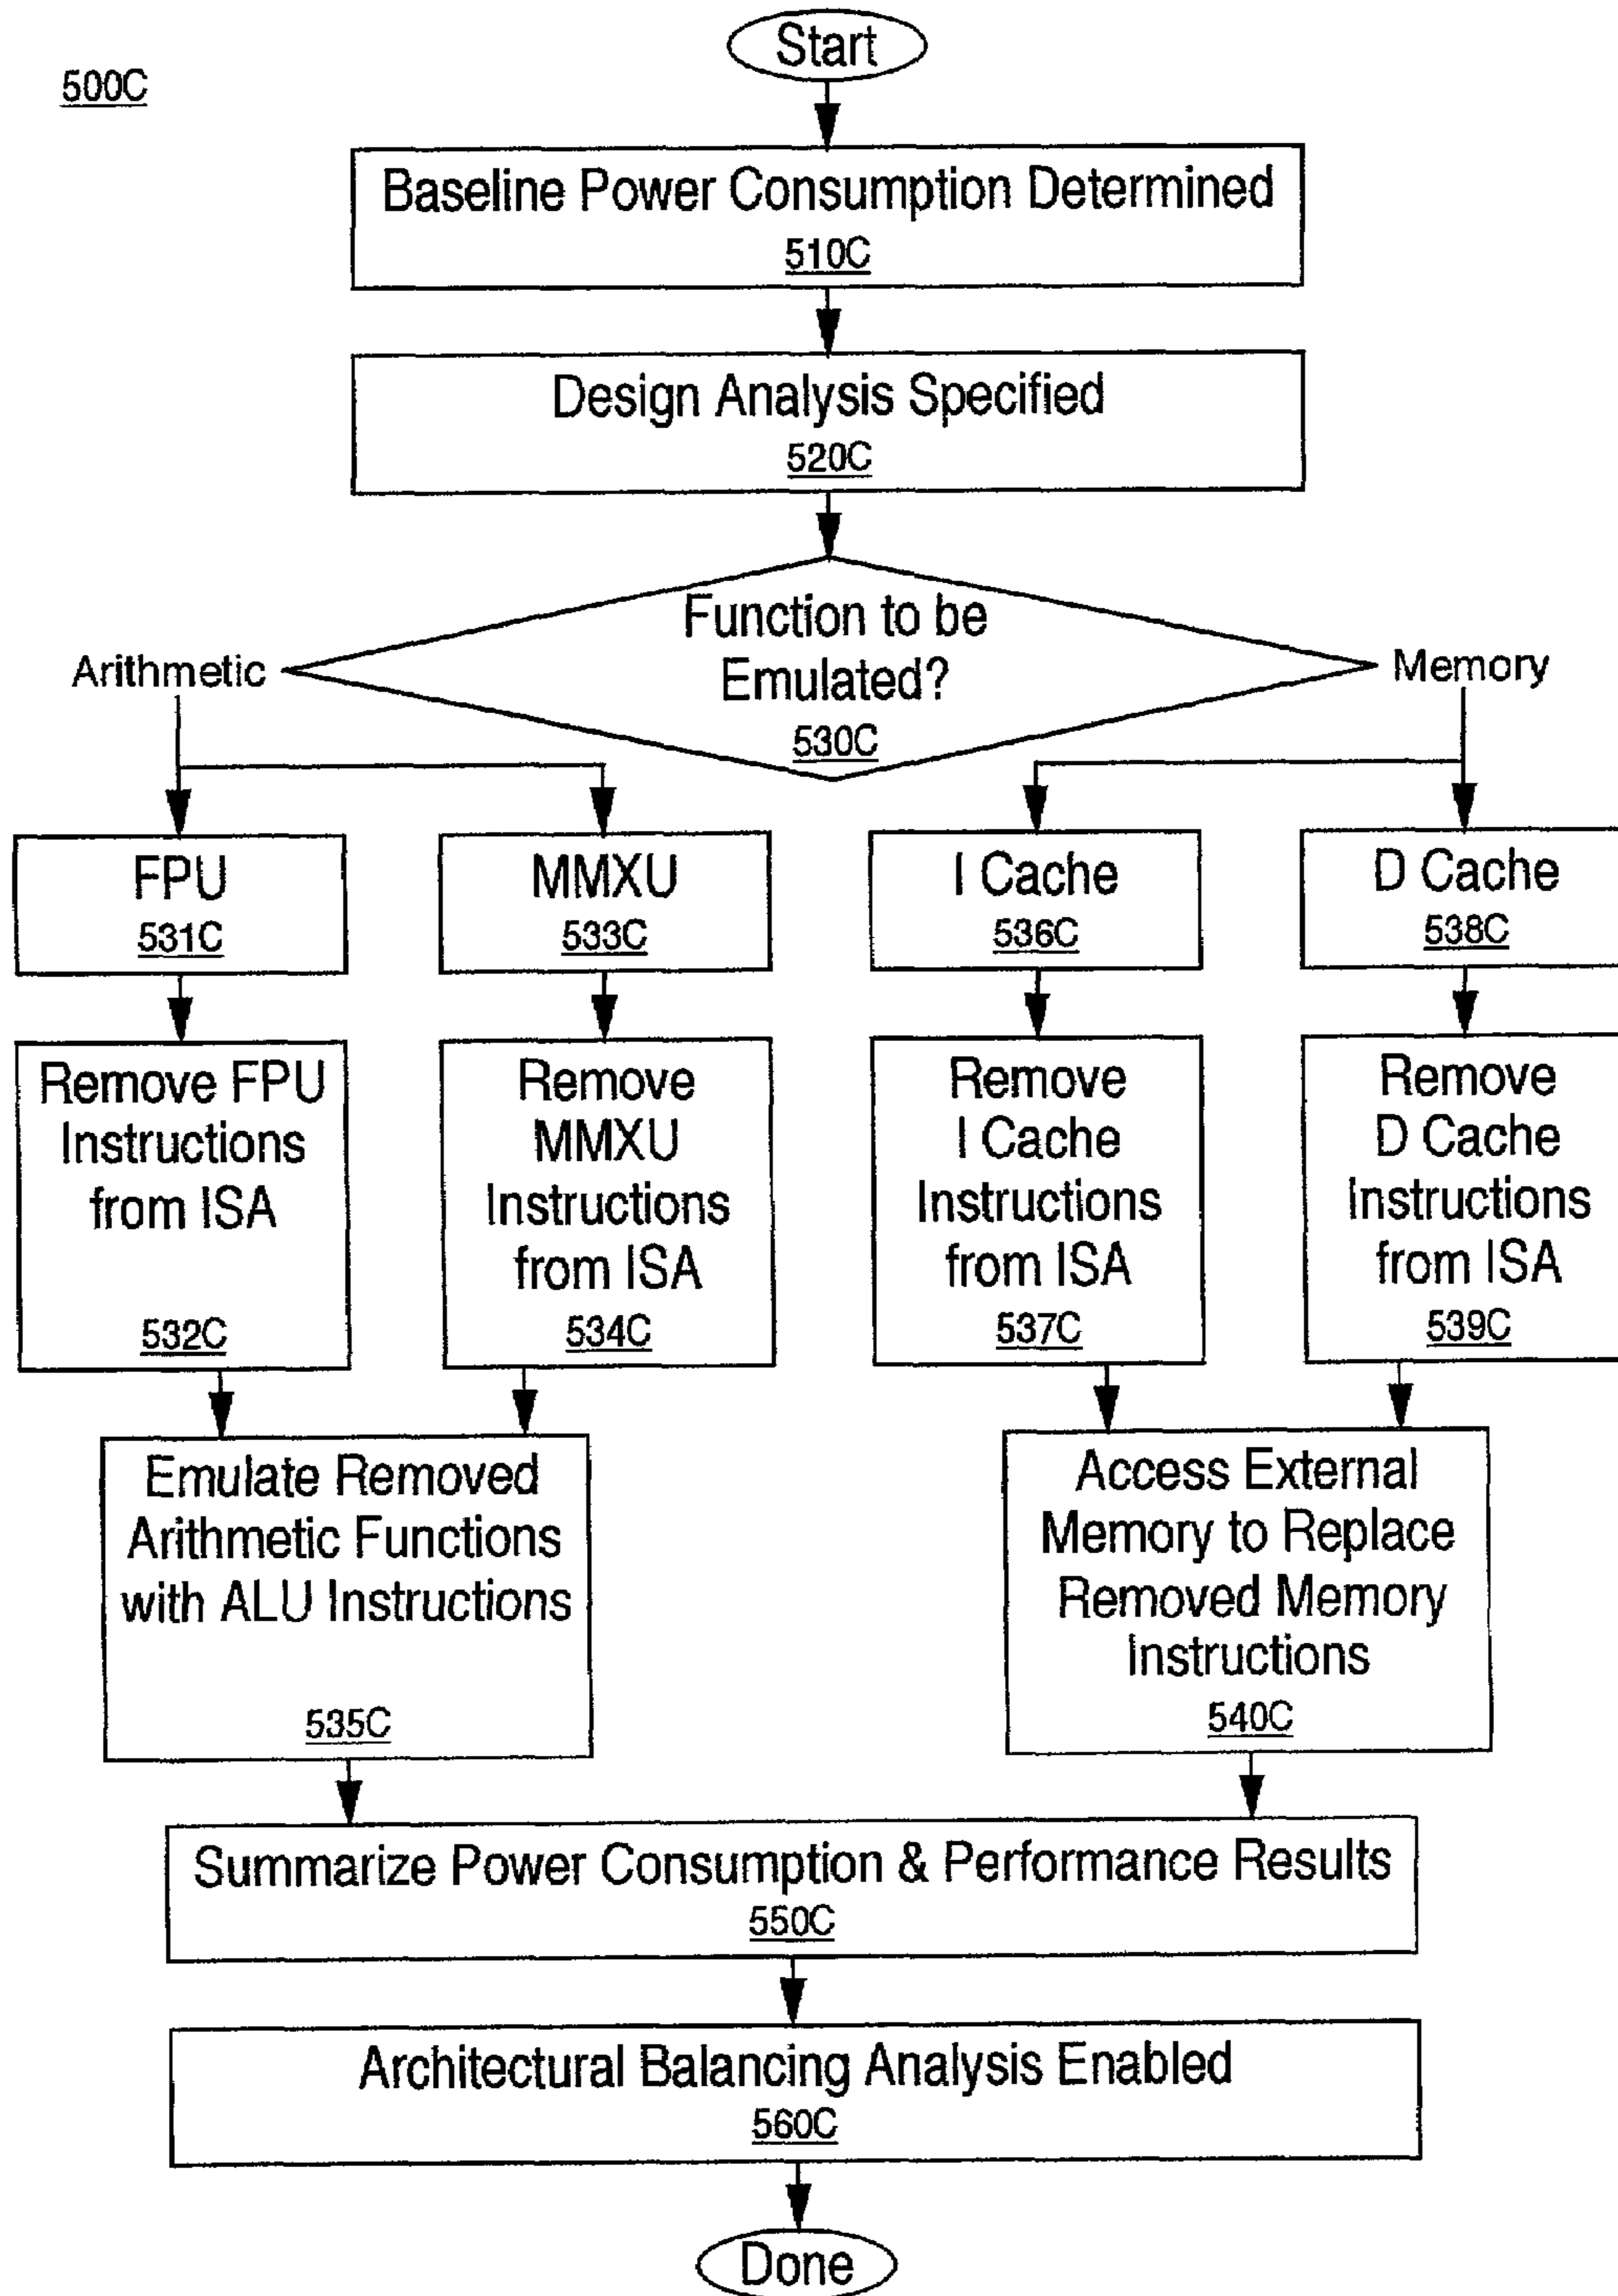 Start
500C
Baseline Power Consumption Determined
510C
Design Analysis Specified
520C
Function to be
Emulated?
530C
Arithmetic
Memory
FPU
531C
MMXU
533C
I Cache
536C
D Cache
538C
Remove FPU
Instructions
from ISA
532C
Remove
MMXU
Instructions
from ISA
534C
Remove
I Cache
Instructions
from ISA
537C
Remove
D Cache
Instructions
from ISA
539C
Emulate Removed
Arithmetic Functions
with ALU Instructions
535C
Access External
Memory to Replace
Removed Memory
Instructions
540C
Summarize Power Consumption & Performance Results
550C
Architectural Balancing Analysis Enabled
560C
Done